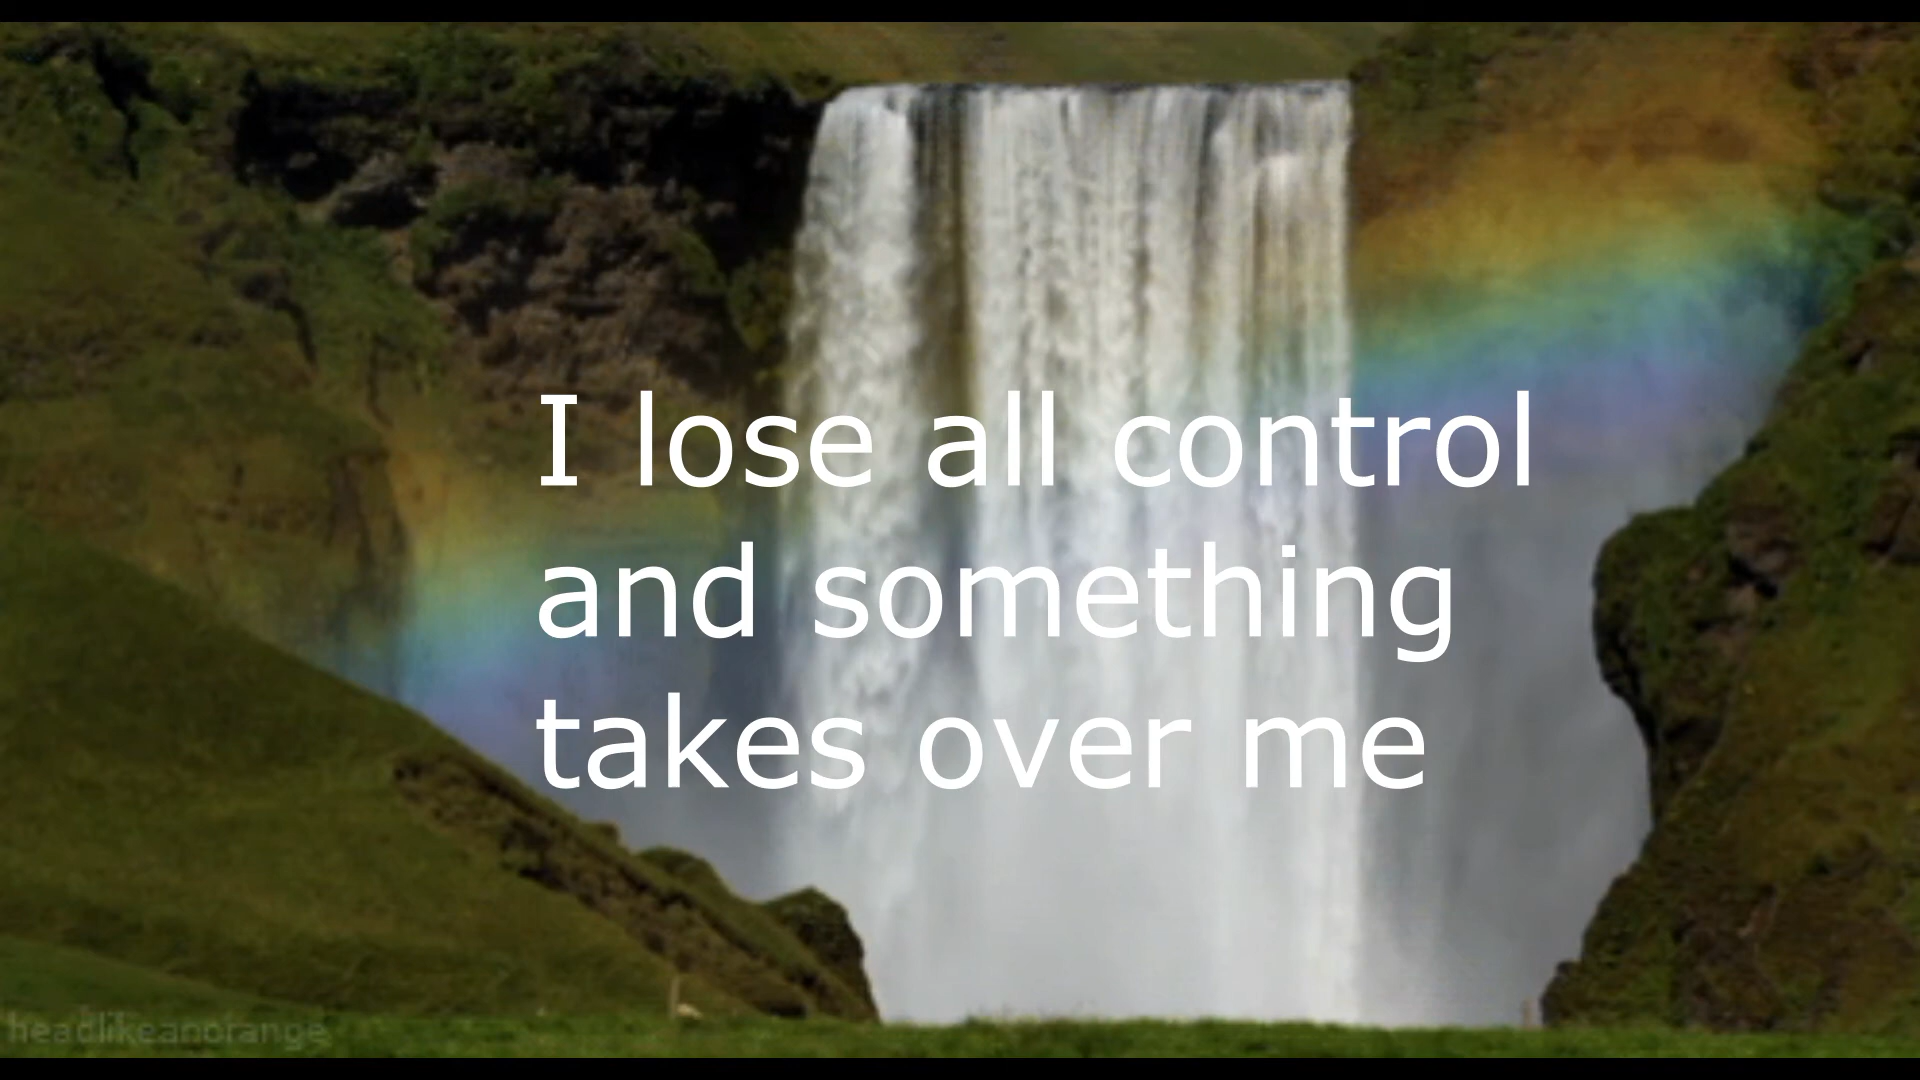 I lose all control
and something
takes over me
headlikeanorange